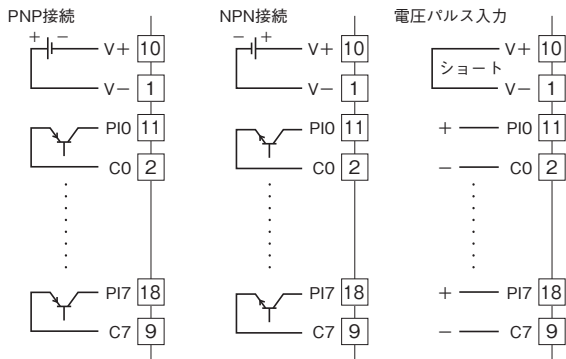 PNP接続
+ −
V+ 10
V− 1
PI0 11
C0 2
PI7 18
C7 9
NPN接続
− +
V+ 10
V− 1
PI0 11
C0 2
PI7 18
C7 9
電圧パルス入力
V+ 10
ショート
V− 1
+ PI0 11
− C0 2
+ PI7 18
− C7 9